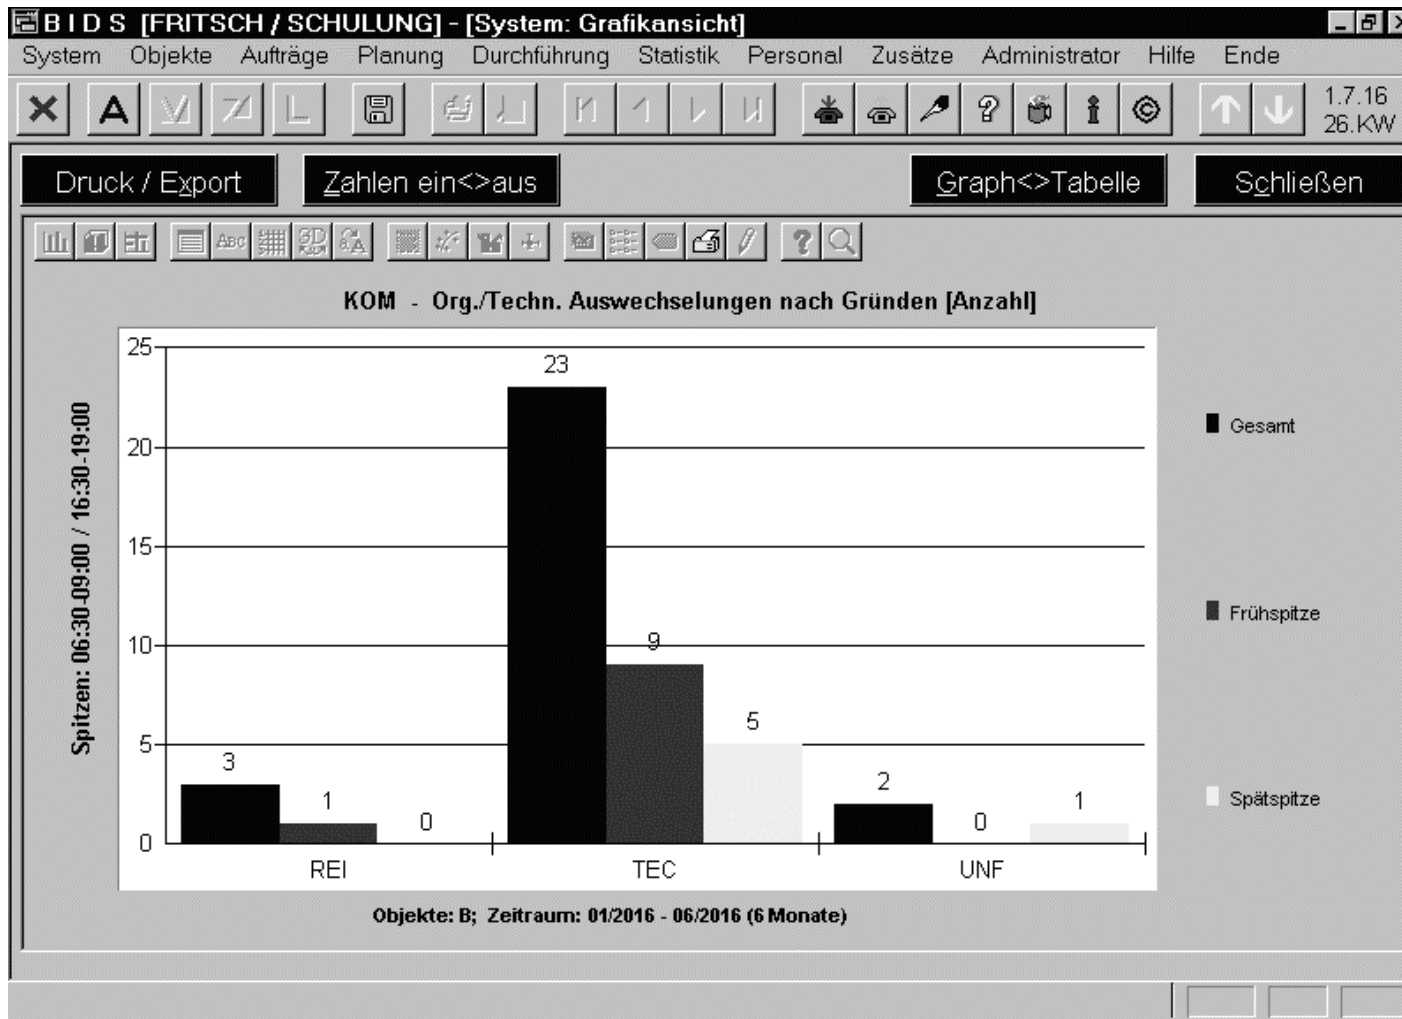 B I D S [FRITSCH / SCHULUNG] - [System: Grafikansicht]
System Objekte Aufträge Planung Durchführung Statistik Personal Zusätze Administrator Hilfe Ende
1.7.16
26.KW
Druck / Export Zahlen ein<>aus Graph<>Tabelle Schließen
ABC 3D
KOM - Org./Techn. Auswechselungen nach Gründen [Anzahl]
Spitzen: 06:30-09:00 / 16:30-19:00
25
20
15
10
5
0
3
1
0
23
9
5
2
0
1
REI TEC UNF
Gesamt
Frühspitze
Spätspitze
Objekte: B; Zeitraum: 01/2016 - 06/2016 (6 Monate)